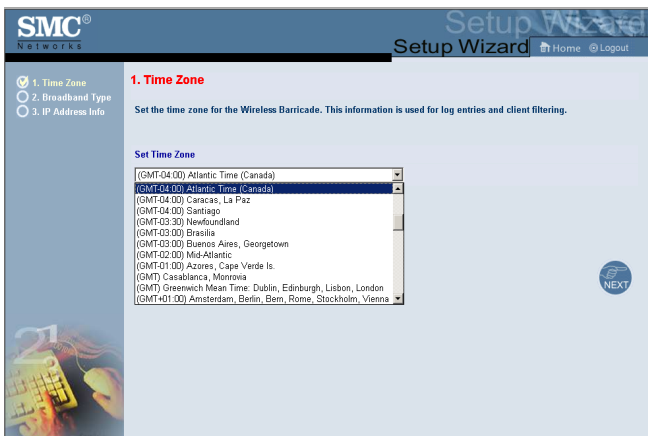 SMC®
Networks
Setup Wizard
Setup Wizard
Home
Logout
1. Time Zone
2. Broadband Type
3. IP Address Info
1. Time Zone
Set the time zone for the Wireless Barricade. This information is used for log entries and client filtering.
Set Time Zone
(GMT-04:00) Atlantic Time (Canada)
(GMT-04:00) Atlantic Time (Canada)
(GMT-04:00) Caracas, La Paz
(GMT-04:00) Santiago
(GMT-03:30) Newfoundland
(GMT-03:00) Brasilia
(GMT-03:00) Buenos Aires, Georgetown
(GMT-02:00) Mid-Atlantic
(GMT-01:00) Azores, Cape Verde Is.
(GMT) Casablanca, Monrovia
(GMT) Greenwich Mean Time: Dublin, Edinburgh, Lisbon, London
(GMT+01:00) Amsterdam, Berlin, Bern, Rome, Stockholm, Vienna
NEXT
21